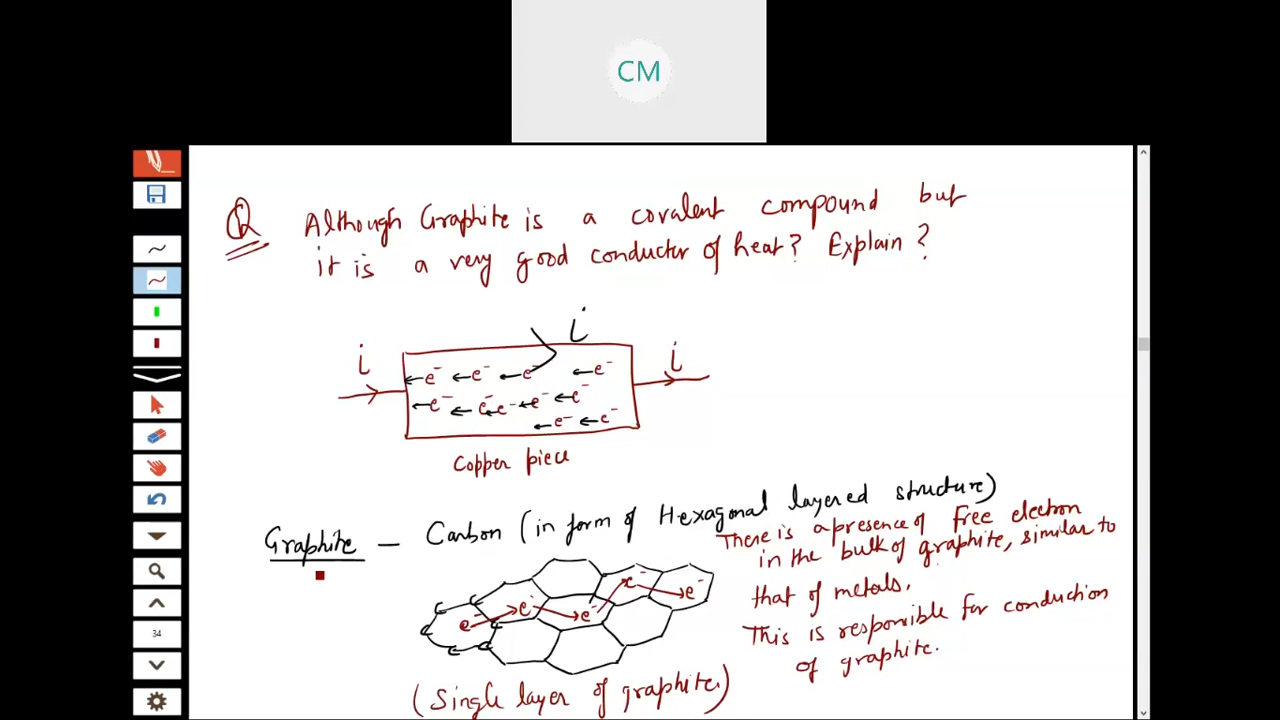 CM
Q Although Graphite is a covalent compound but
it is a very good conductor of heat? Explain?
i
i
i
e⁻ e⁻ e⁻ e⁻
e⁻ e⁻ e⁻ e⁻ e⁻
e⁻ e⁻
Copper piece
Graphite - Carbon (in form of Hexagonal layered structure)
There is a presence of free electron
in the bulk of graphite, similar to
that of metals.
This is responsible for conduction
of graphite.
c c c c c c
e⁻ e⁻ e⁻ e⁻ e⁻
(Single layer of graphite.)
34